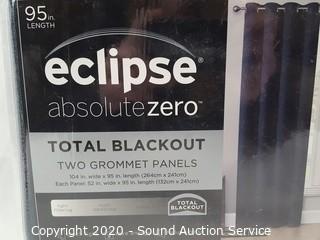 95 in.
LENGTH
eclipse®
absolutezero™
TOTAL BLACKOUT
TWO GROMMET PANELS
104 in. wide x 95 in. length (264cm x 241cm)
Each Panel: 52 in. wide x 95 in. length (132cm x 241cm)
TOTAL
BLACKOUT
Copyright 2020 - Sound Auction Service